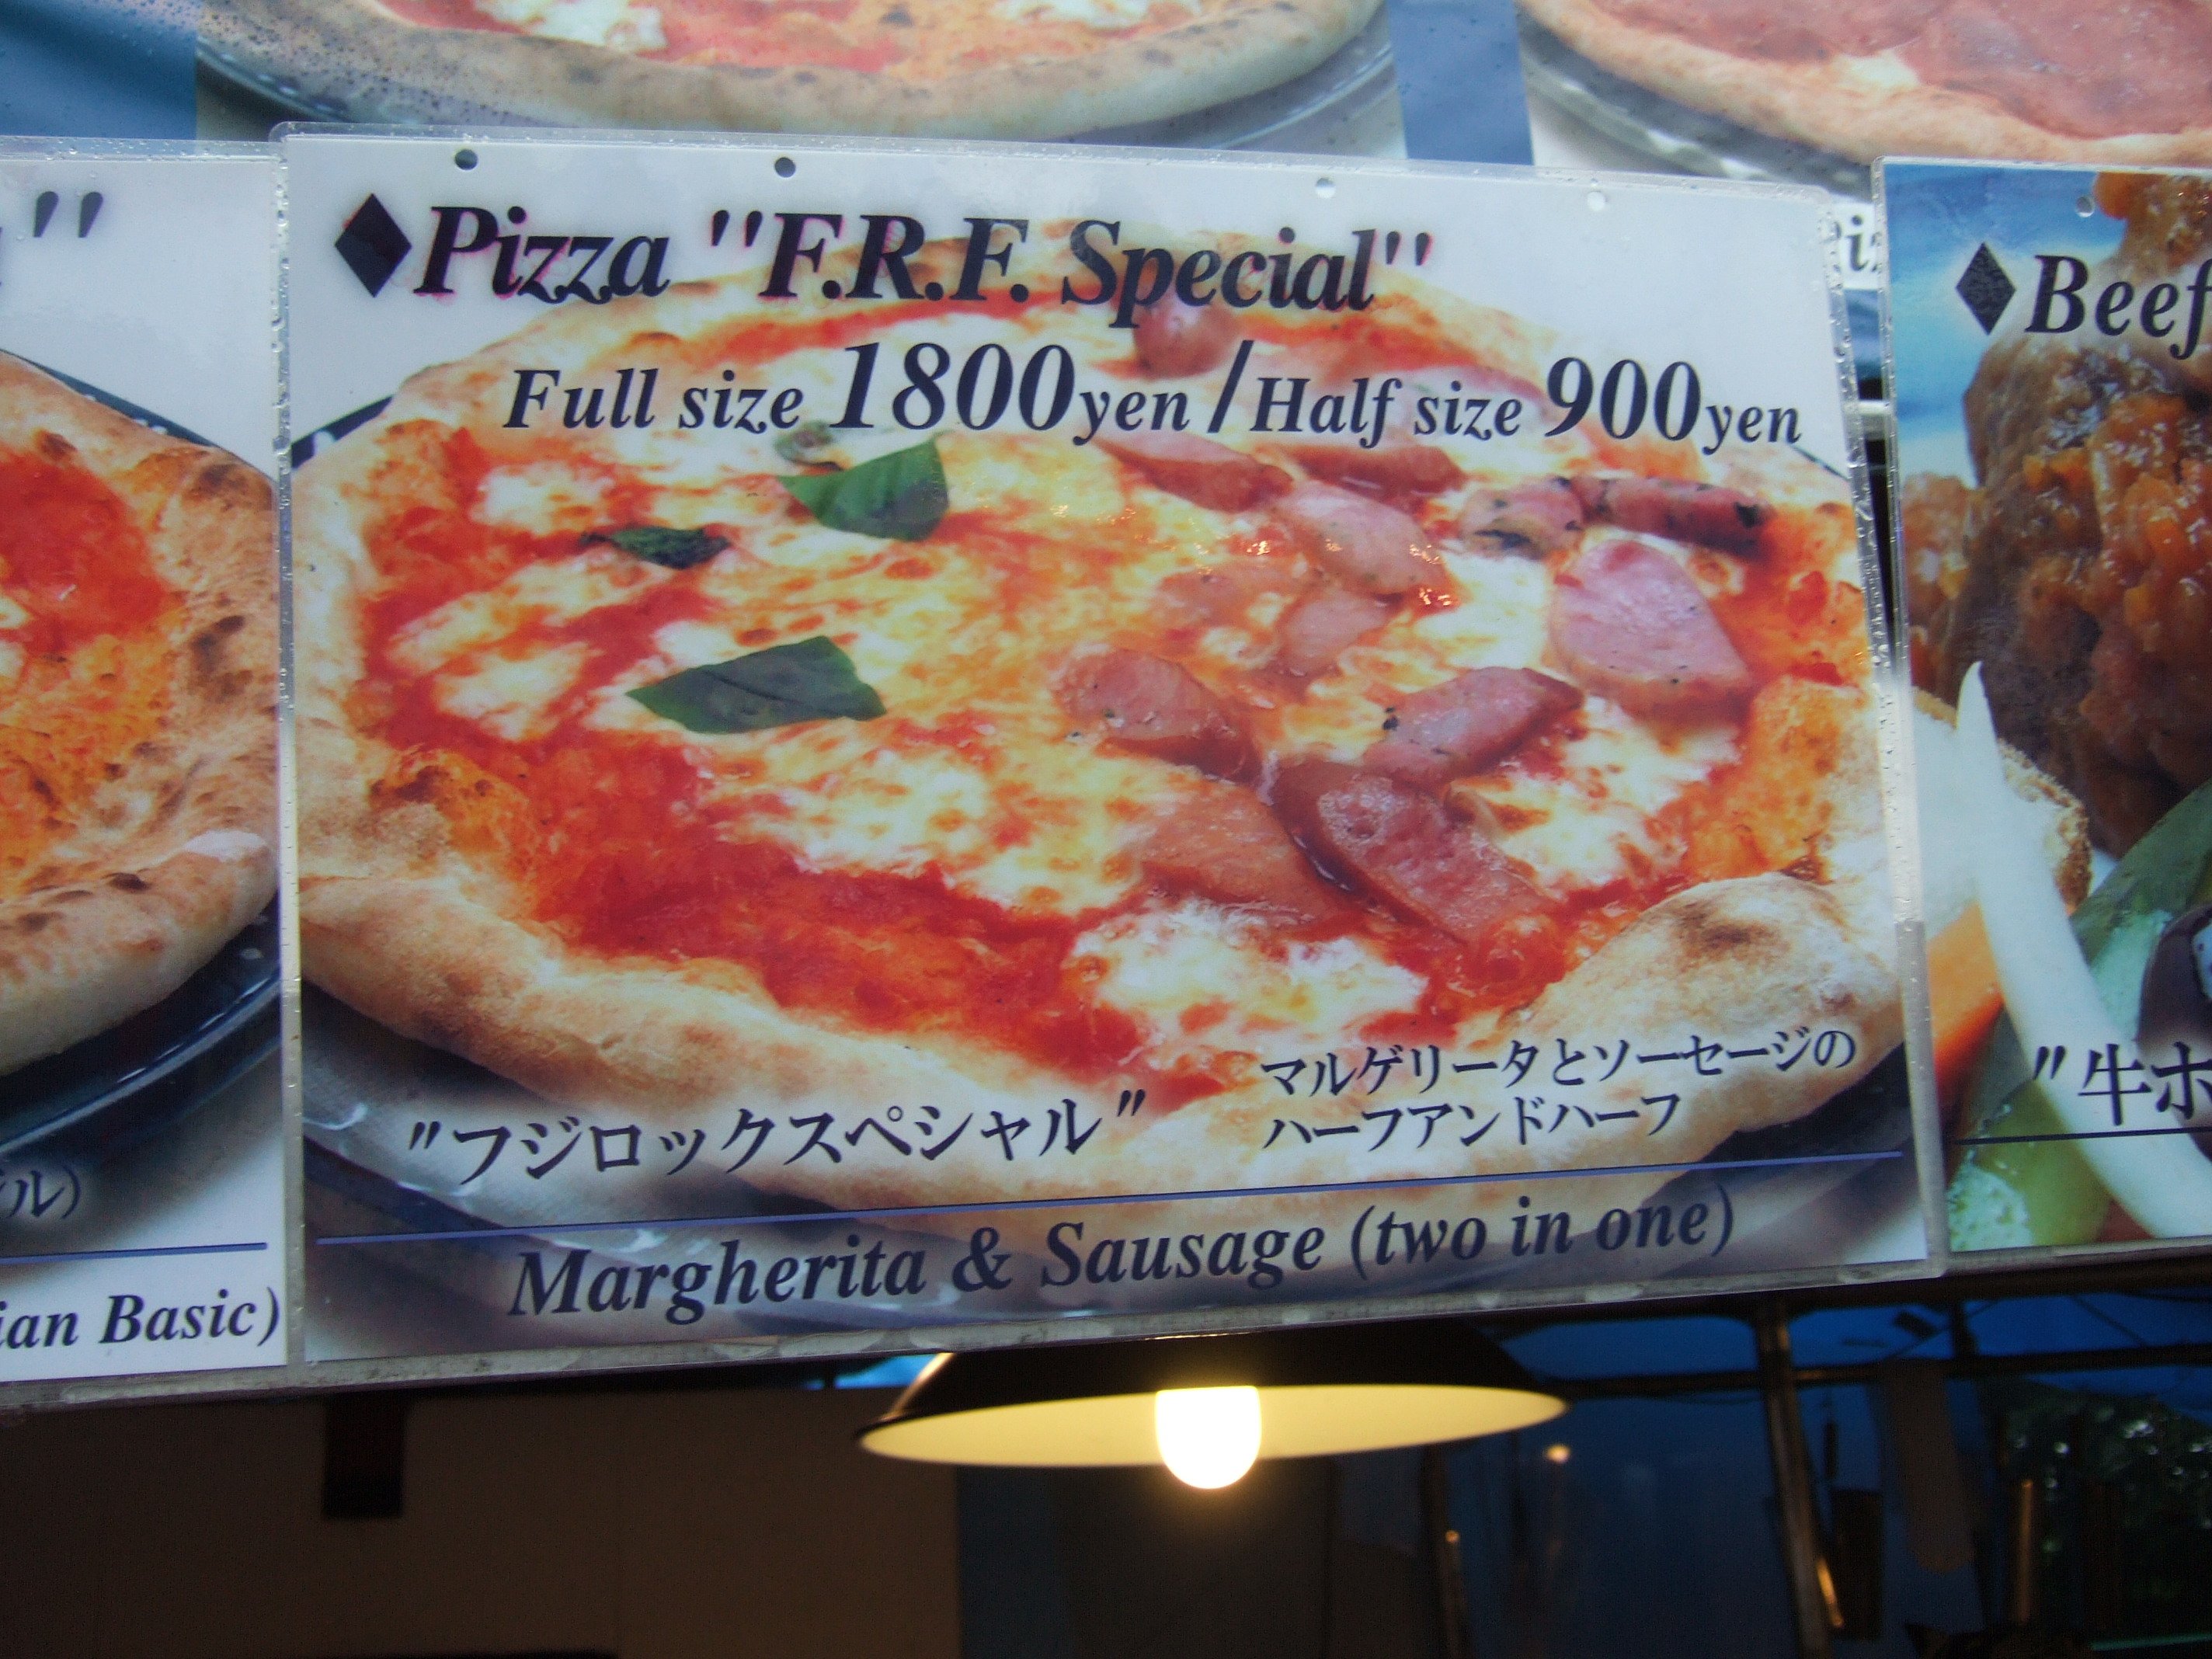 ◆Pizza "F.R.F. Special"
Full size 1800yen / Half size 900yen
"フジロックスペシャル"
マルゲリータとソーセージの
ハーフアンドハーフ
Margherita & Sausage (two in one)
ル)
Basic)
◆Beef
"牛